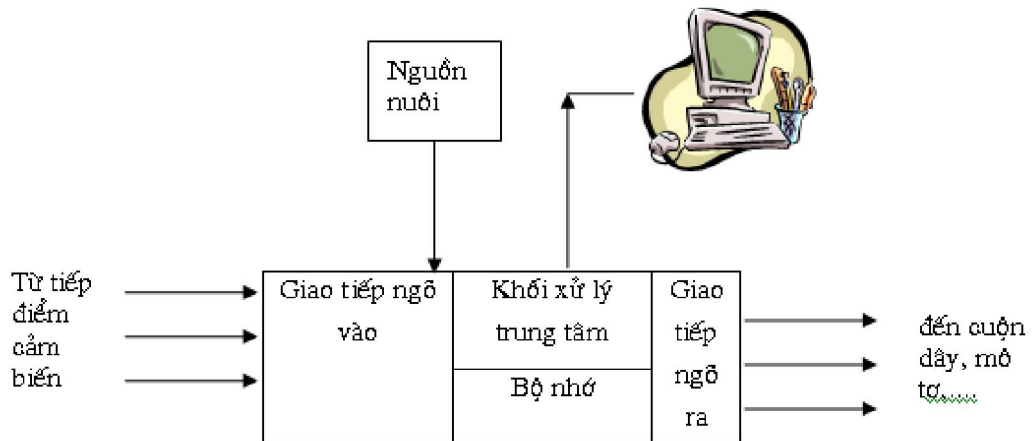 Nguồn
nuôi
Từ tiếp
điểm
cảm
biến
Giao tiếp ngõ
vào
Khối xử lý
trung tâm
Bộ nhớ
Giao
tiếp
ngõ
ra
đến cuộn
dây, mô
tơ,....